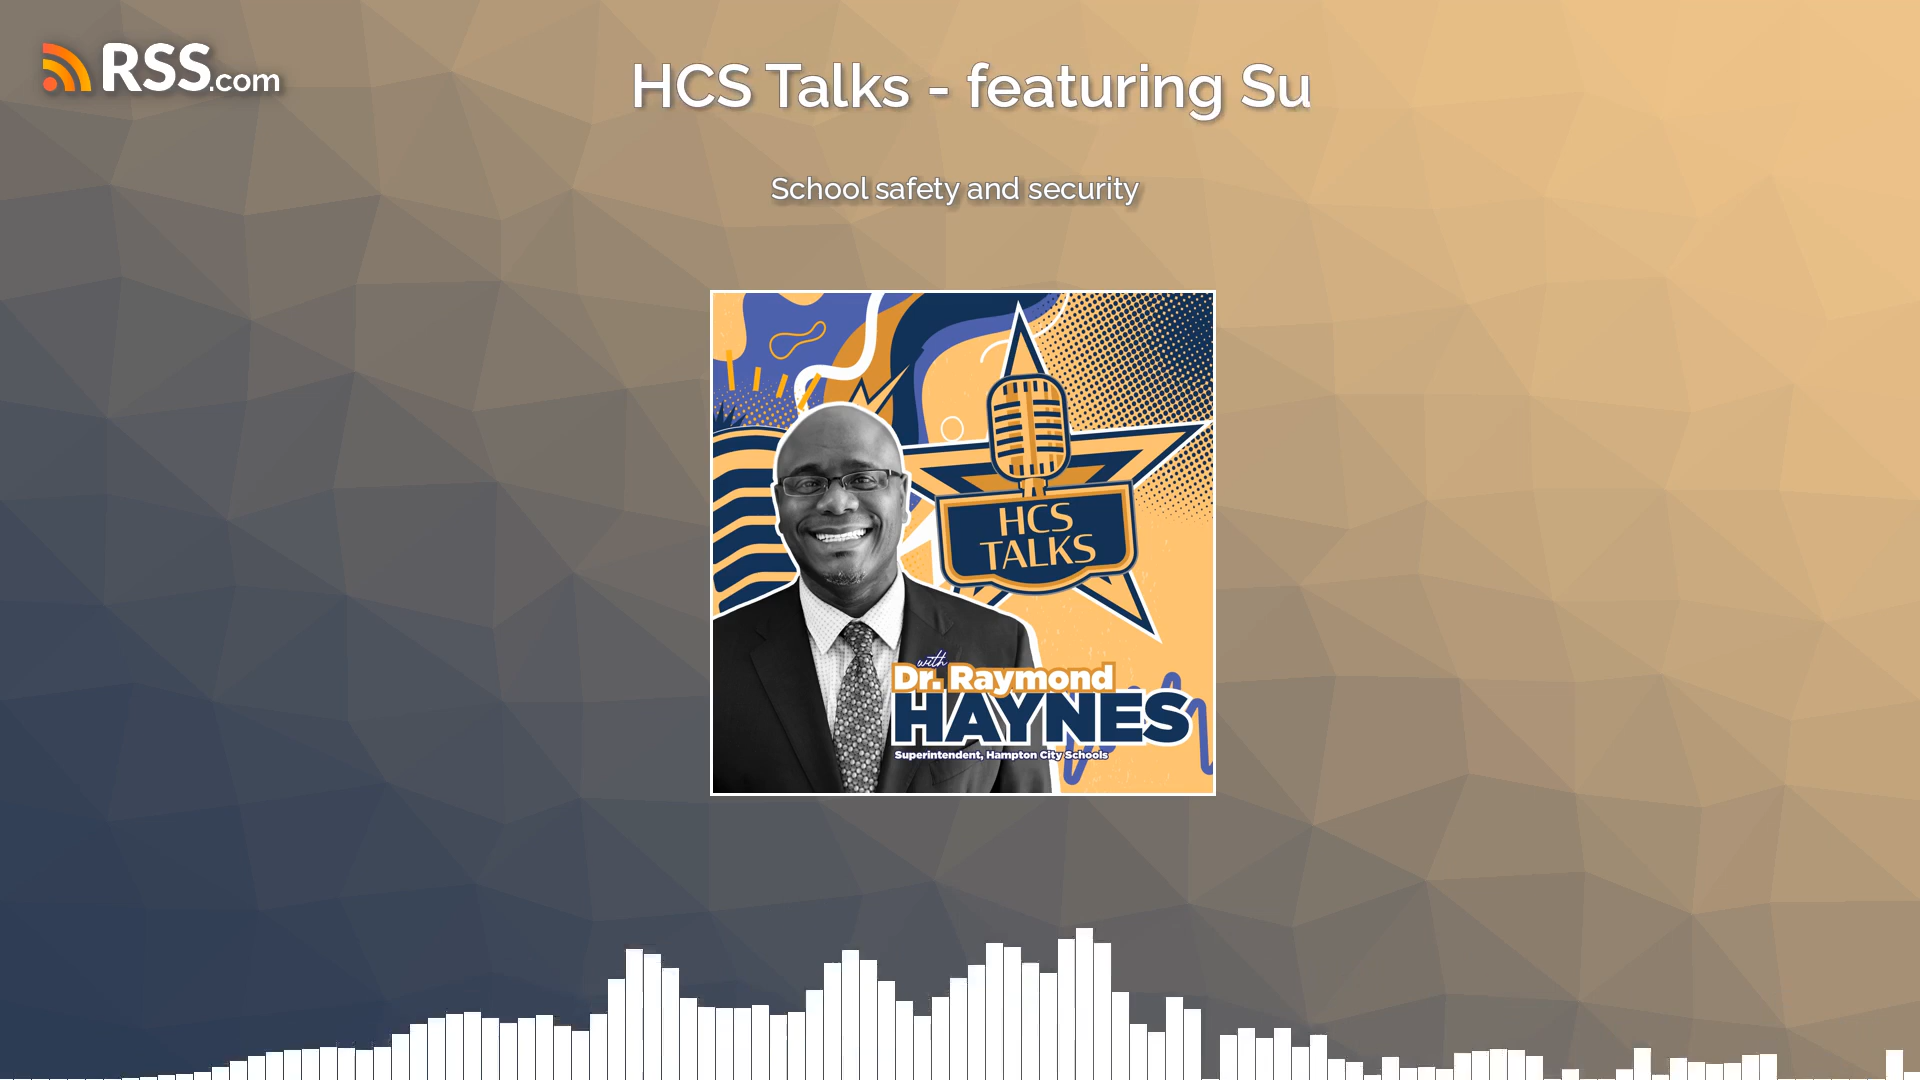 RSS.com
HCS Talks - featuring Su
School safety and security
HCS
TALKS
with
Dr. Raymond
HAYNES
Superintendent, Hampton City Schools